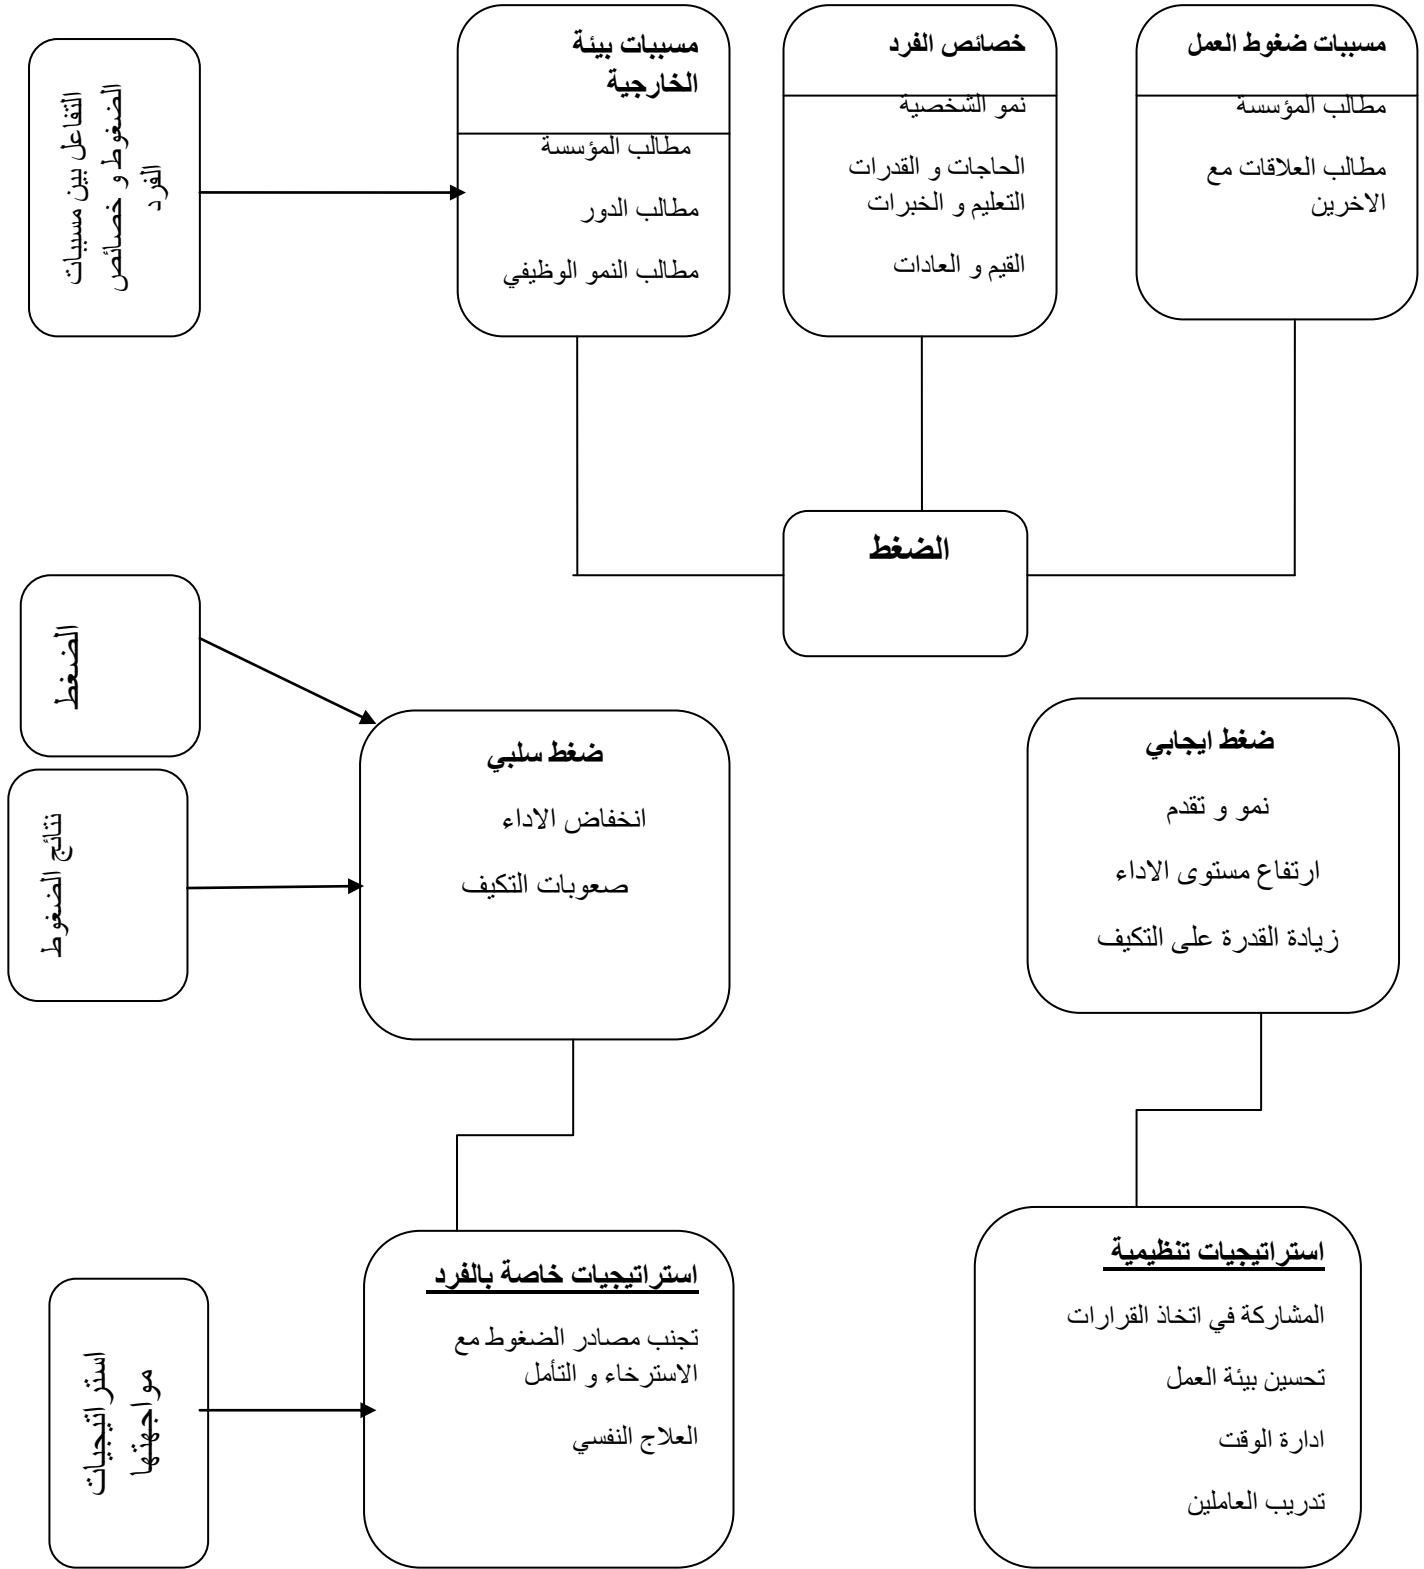 مسببات ضغوط العمل
مطالب المؤسسة
مطالب العلاقات مع
الاخرين
خصائص الفرد
نمو الشخصية
الحاجات و القدرات
التعليم و الخبرات
القيم و العادات
مسببات بيئة
الخارجية
مطالب المؤسسة
مطالب الدور
مطالب النمو الوظيفي
التفاعل بين مسببات
الضغوط و خصائص
الفرد
الضغط
الضغط
ضغط ايجابي
نمو و تقدم
ارتفاع مستوى الاداء
زيادة القدرة على التكيف
ضغط سلبي
انخفاض الاداء
صعوبات التكيف
نتائج الضغوط
استراتيجيات تنظيمية
المشاركة في اتخاذ القرارات
تحسين بيئة العمل
ادارة الوقت
تدريب العاملين
استراتيجيات خاصة بالفرد
تجنب مصادر الضغوط مع
الاسترخاء و التأمل
العلاج النفسي
استراتيجيات
مواجهتها